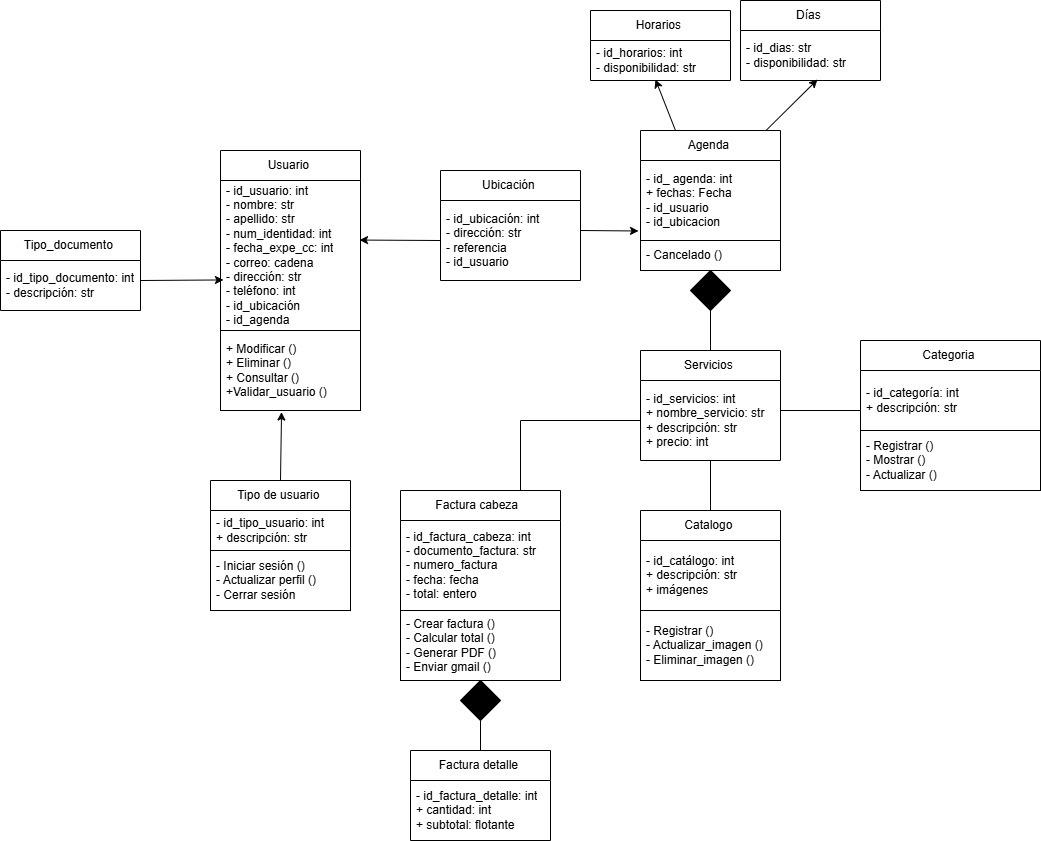 Horarios
- id_horarios: int
- disponibilidad: str
Días
- id_dias: str
- disponibilidad: str
Agenda
- id_ agenda: int
+ fechas: Fecha
- id_usuario
- id_ubicacion
- Cancelado ()
Usuario
- id_usuario: int
- nombre: str
- apellido: str
- num_identidad: int
- fecha_expe_cc: int
- correo: cadena
- dirección: str
- teléfono: int
- id_ubicación
- id_agenda
+ Modificar ()
+ Eliminar ()
+ Consultar ()
+Validar_usuario ()
Ubicación
- id_ubicación: int
- dirección: str
- referencia
- id_usuario
Tipo_documento
- id_tipo_documento: int
- descripción: str
Servicios
- id_servicios: int
+ nombre_servicio: str
+ descripción: str
+ precio: int
Categoria
- id_categoría: int
+ descripción: str
- Registrar ()
- Mostrar ()
- Actualizar ()
Tipo de usuario
- id_tipo_usuario: int
+ descripción: str
- Iniciar sesión ()
- Actualizar perfil ()
- Cerrar sesión
Factura cabeza
- id_factura_cabeza: int
- documento_factura: str
- numero_factura
- fecha: fecha
- total: entero
- Crear factura ()
- Calcular total ()
- Generar PDF ()
- Enviar gmail ()
Catalogo
- id_catálogo: int
+ descripción: str
+ imágenes
- Registrar ()
- Actualizar_imagen ()
- Eliminar_imagen ()
Factura detalle
- id_factura_detalle: int
+ cantidad: int
+ subtotal: flotante